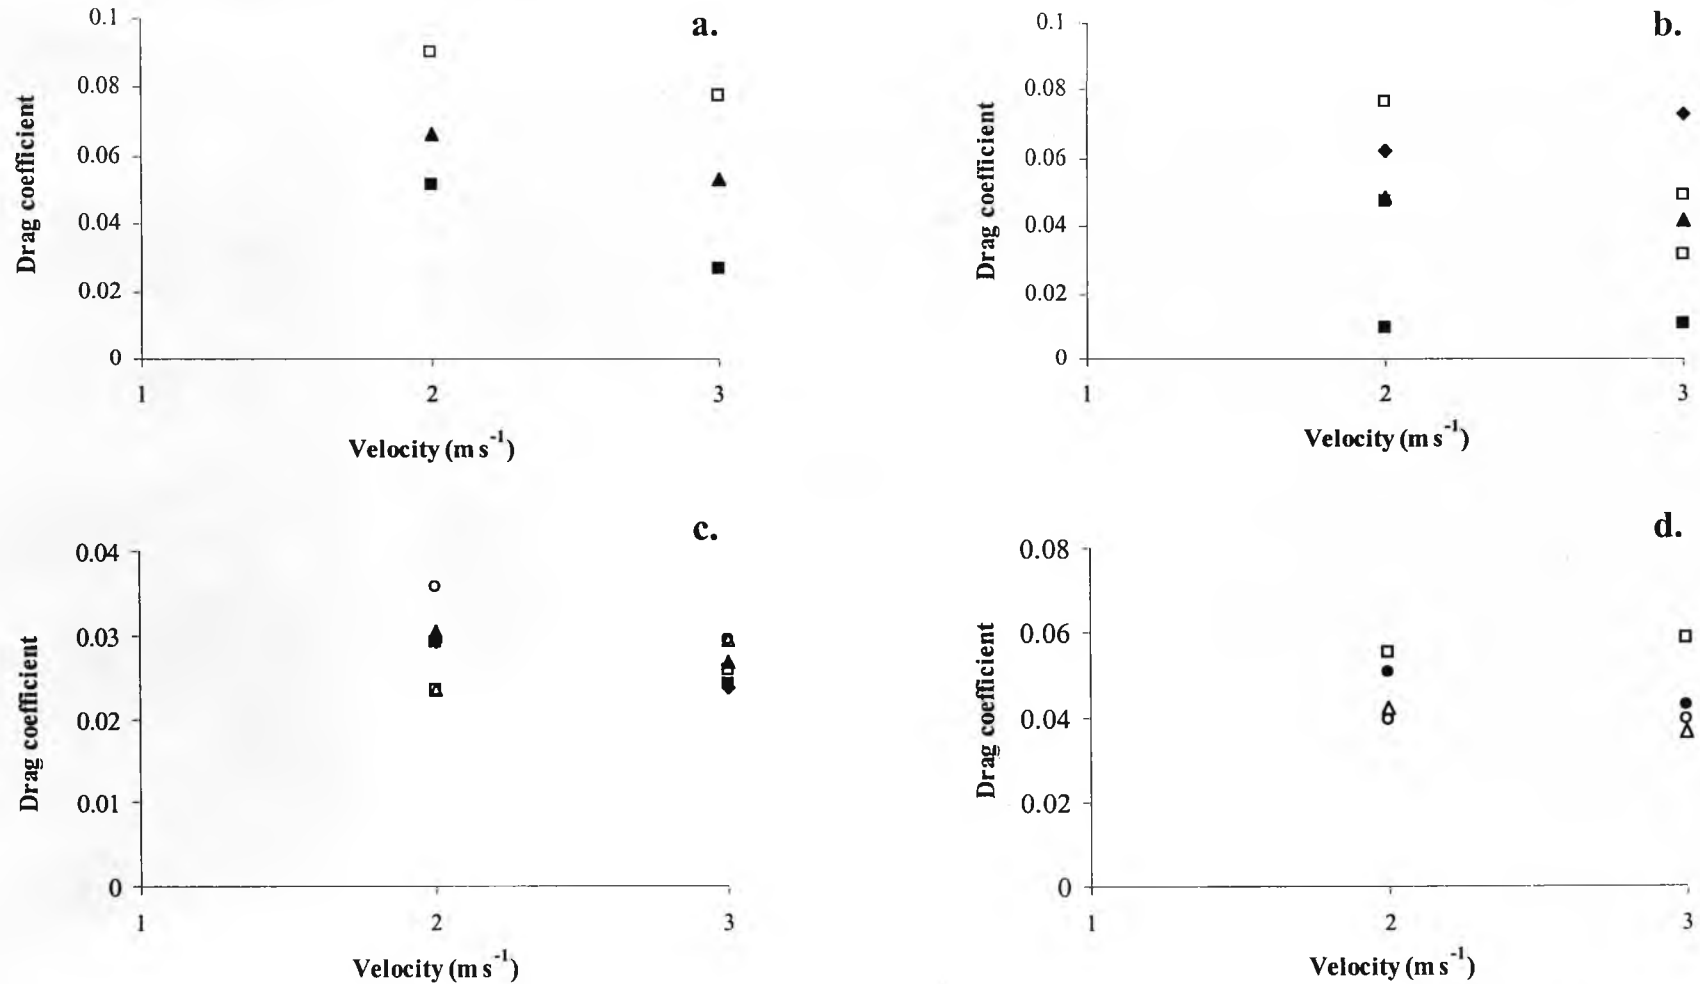 a.
0.1
0.08
0.06
0.04
0.02
0
1 2 3
Drag coefficient
Velocity (m s-1)
b.
0.1
0.08
0.06
0.04
0.02
0
1 2 3
Drag coefficient
Velocity (m s-1)
c.
0.04
0.03
0.02
0.01
0
1 2 3
Drag coefficient
Velocity (m s-1)
d.
0.08
0.06
0.04
0.02
0
1 2 3
Drag coefficient
Velocity (m s-1)